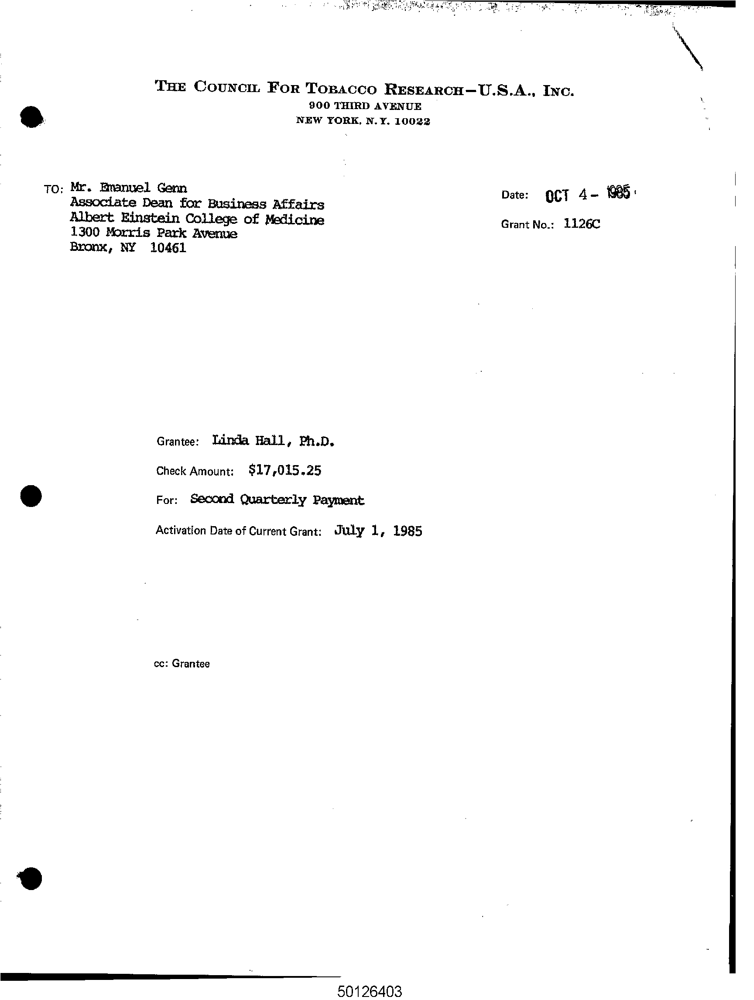 THE COUNCIL FOR TOBACCO RESEARCH-U.S.A., INC.
900 THIRD AVENUE
NEW YORK, N.Y. 10022
TO: Mr. Emanuel Genn
Associate Dean for Business Affairs
Albert Einstein College of Medicine
1300 Morris Park Avenue
Bronx, NY 10461
Date: OCT 4 - 1985
Grant No.: 1126C
Grantee: Linda Hall, Ph.D.
Check Amount: $17,015.25
For: Second Quarterly Payment
Activation Date of Current Grant: July 1, 1985
cc: Grantee
50126403